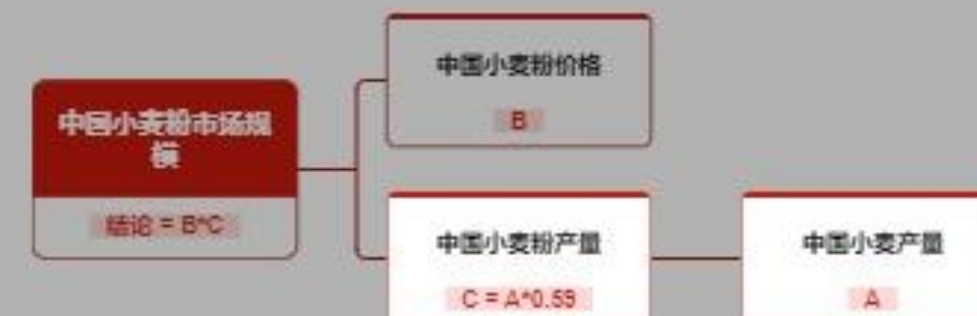 中国小麦粉价格
B
中国小麦粉市场规
模
结论 = B*C
中国小麦粉产量
C = A*0.59
中国小麦产量
A